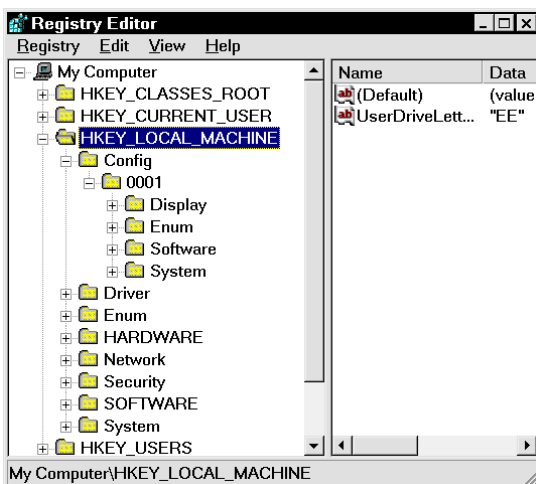 Registry Editor
Registry Edit View Help
My Computer
HKEY_CLASSES_ROOT
HKEY_CURRENT_USER
HKEY_LOCAL_MACHINE
Config
0001
Display
Enum
Software
System
Driver
Enum
HARDWARE
Network
Security
SOFTWARE
System
HKEY_USERS
Name Data
(Default) (value
UserDriveLett... "EE"
My Computer\HKEY_LOCAL_MACHINE